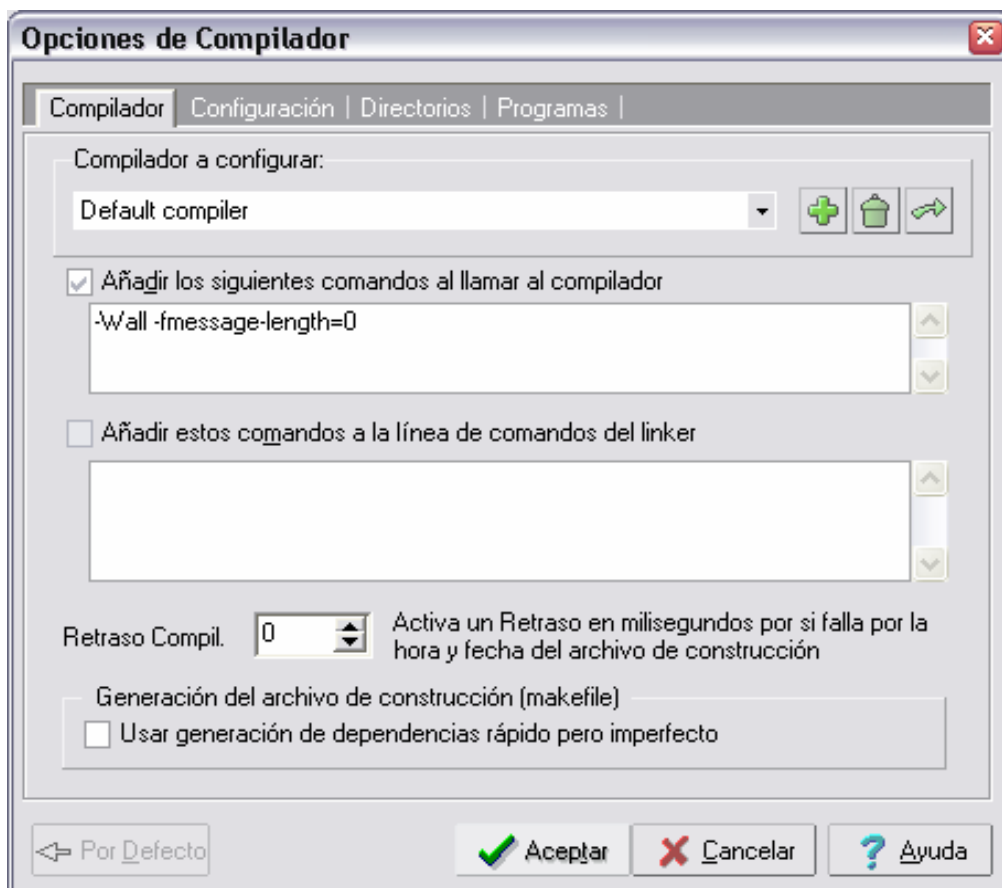 Opciones de Compilador
Compilador Configuración | Directorios | Programas |
Compilador a configurar:
Default compiler
Añadir los siguientes comandos al llamar al compilador
-Wall -fmessage-length=0
Añadir estos comandos a la línea de comandos del linker
Retraso Compil. 0
Activa un Retraso en milisegundos por si falla por la
hora y fecha del archivo de construcción
Generación del archivo de construcción (makefile)
Usar generación de dependencias rápido pero imperfecto
Por Defecto Aceptar Cancelar Ayuda